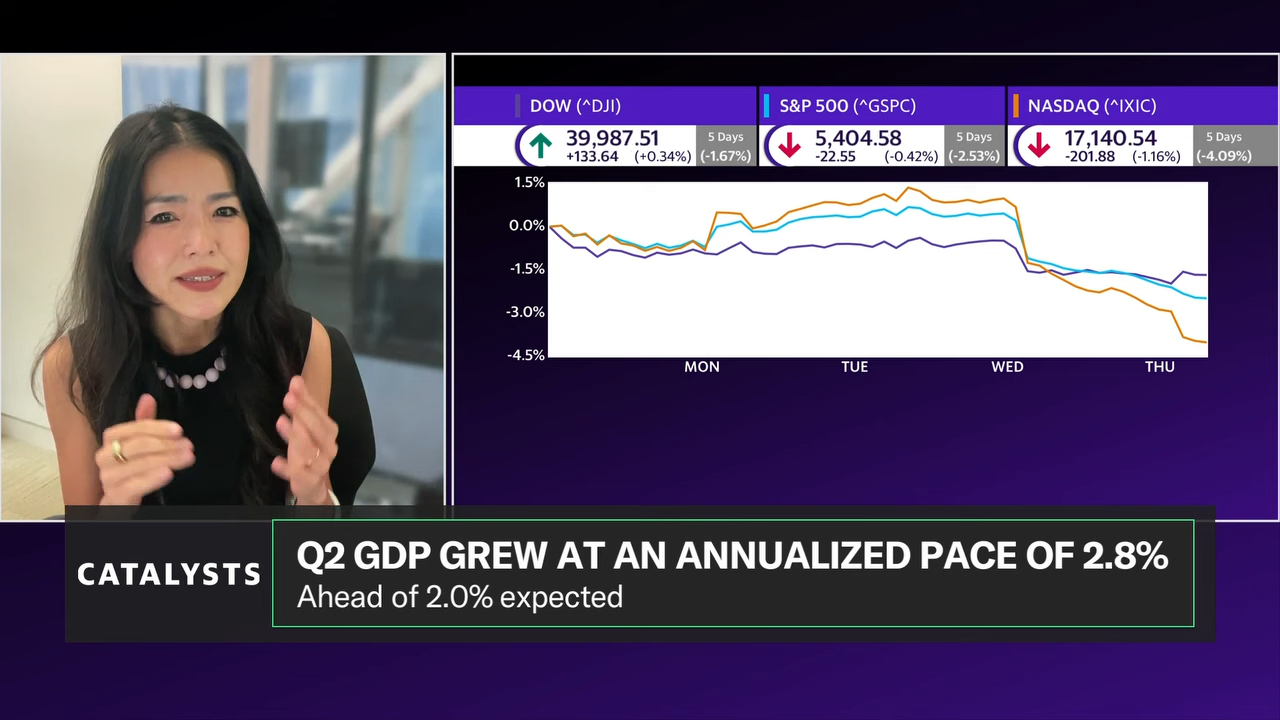 DOW (^DJI)
39,987.51
+133.64 (+0.34%)
5 Days
(-1.67%)
S&P 500 (^GSPC)
5,404.58
-22.55 (-0.42%)
5 Days
(-2.53%)
NASDAQ (^IXIC)
17,140.54
-201.88 (-1.16%)
5 Days
(-4.09%)
1.5%
0.0%
-1.5%
-3.0%
-4.5%
MON TUE WED THU
CATALYSTS
Q2 GDP GREW AT AN ANNUALIZED PACE OF 2.8%
Ahead of 2.0% expected